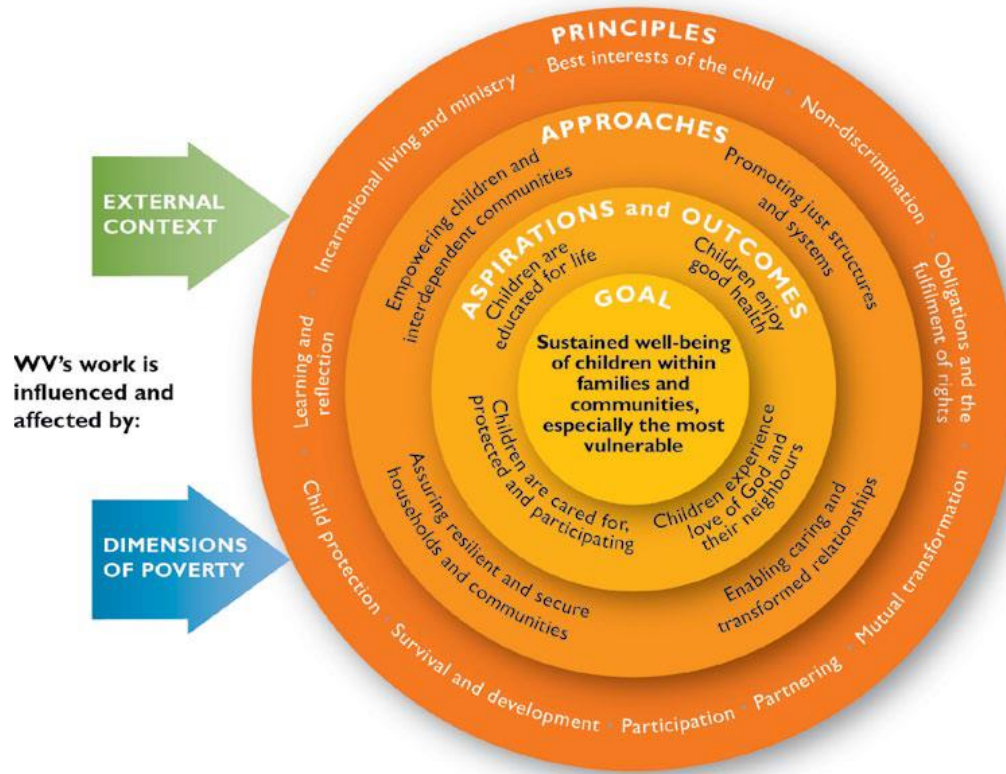 PRINCIPLES
Incarnational living and ministry • Best interests of the child • Non-discrimination • Obligations and the
fulfilment of rights
• Mutual transformation • Partnering • Participation • Survival and development • Child protection •
Learning and
reflection •
APPROACHES
Empowering children and
interdependent communities
Promoting just structures
and systems
Assuring resilient and secure
households and communities
Enabling caring and
transformed relationships
ASPIRATIONS and OUTCOMES
Children are
educated for life
Children enjoy
good health
Children are cared for,
protected and participating
Children experience
love of God and
their neighbours
GOAL
Sustained well-being
of children within
families and
communities,
especially the most
vulnerable
EXTERNAL
CONTEXT
WV’s work is
influenced and
affected by:
DIMENSIONS
OF POVERTY